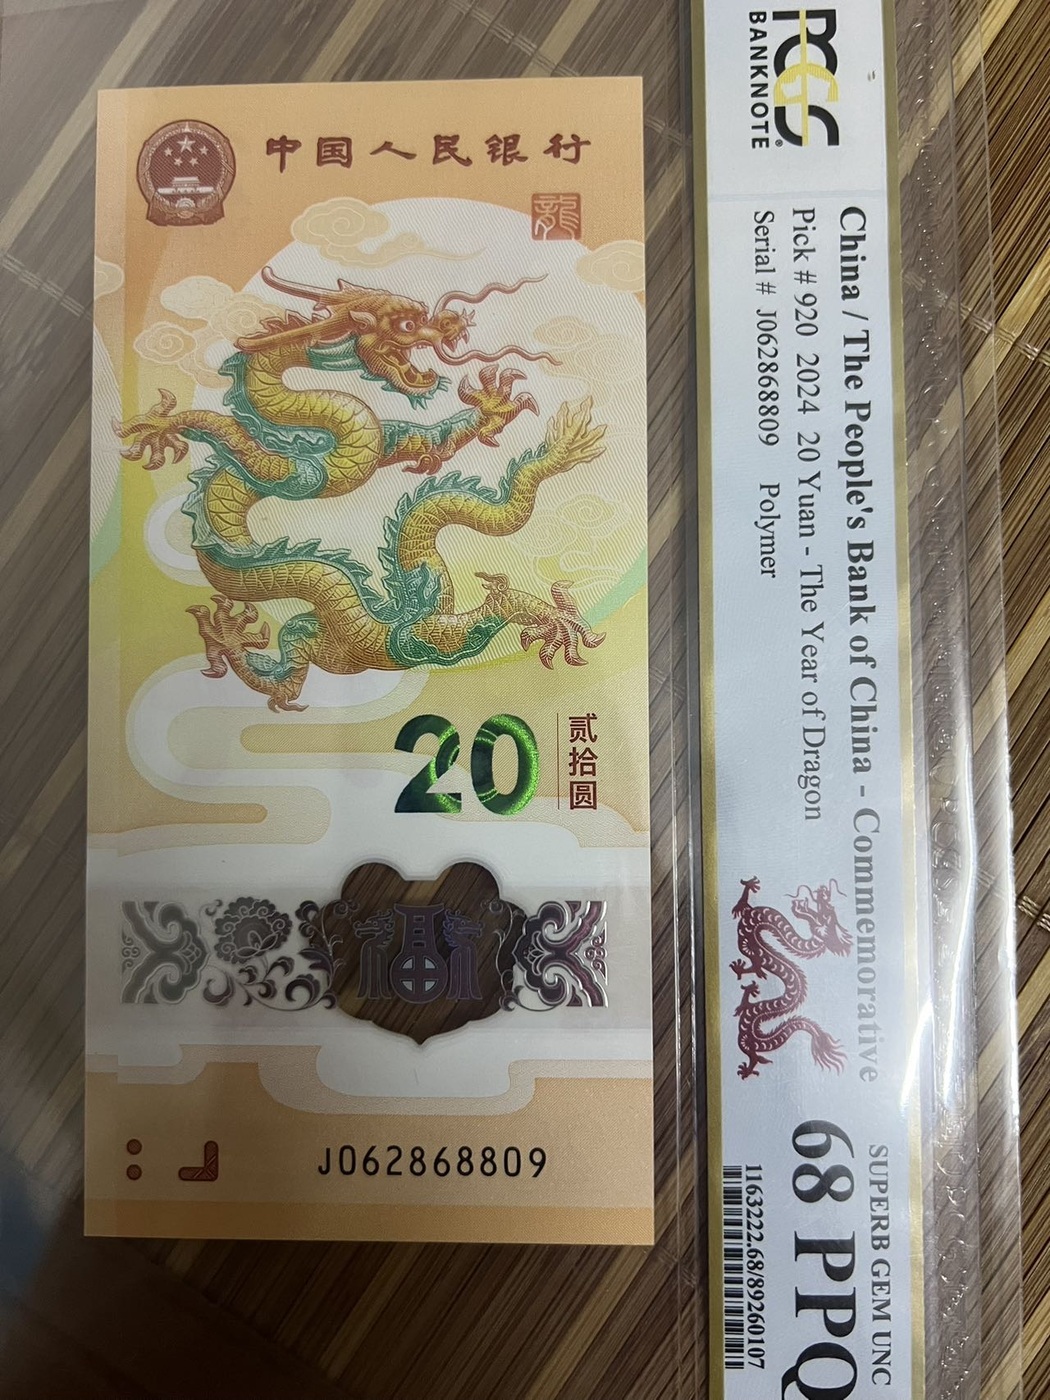 中国人民银行
龍
20
贰拾圆
福
J062868809
PCGS
BANKNOTE
China / The People's Bank of China - Commemorative
Pick # 920 2024 20 Yuan - The Year of Dragon
Serial # J062868809 Polymer
SUPERB GEM UNC
68 PPQ
1163222.68/89260107